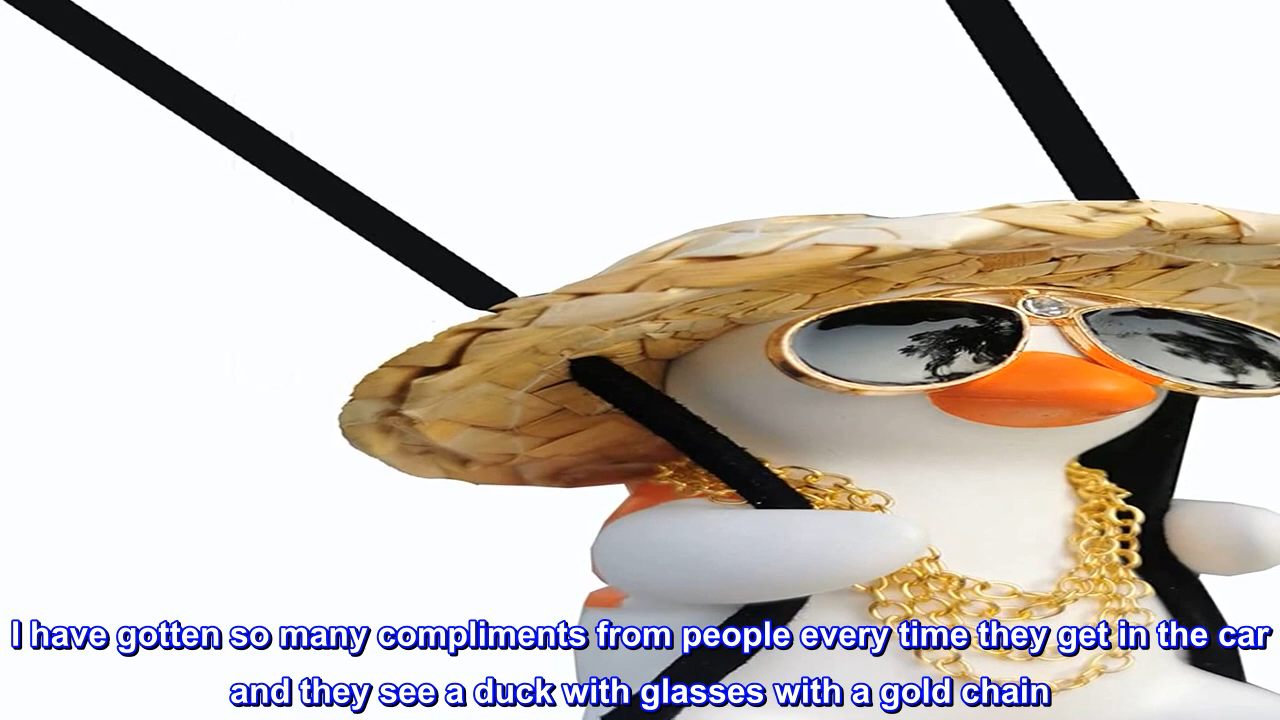 I have gotten so many compliments from people every time they get in the car
and they see a duck with glasses with a gold chain